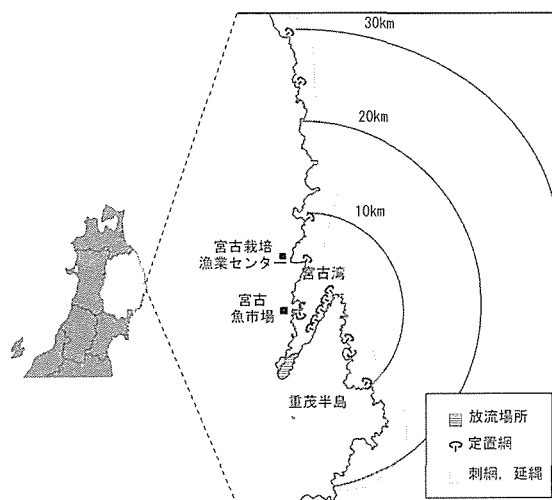 30km
20km
10km
宮古栽培
漁業センター
宮古湾
宮古
魚市場
重茂半島
放流場所
定置網
刺網，延縄